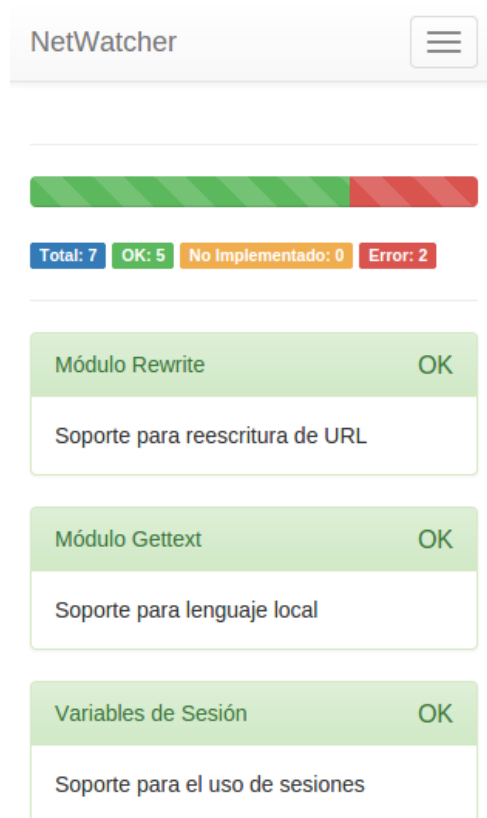 NetWatcher
Total: 7 OK: 5 No Implementado: 0 Error: 2
Módulo Rewrite OK
Soporte para reescritura de URL
Módulo Gettext OK
Soporte para lenguaje local
Variables de Sesión OK
Soporte para el uso de sesiones